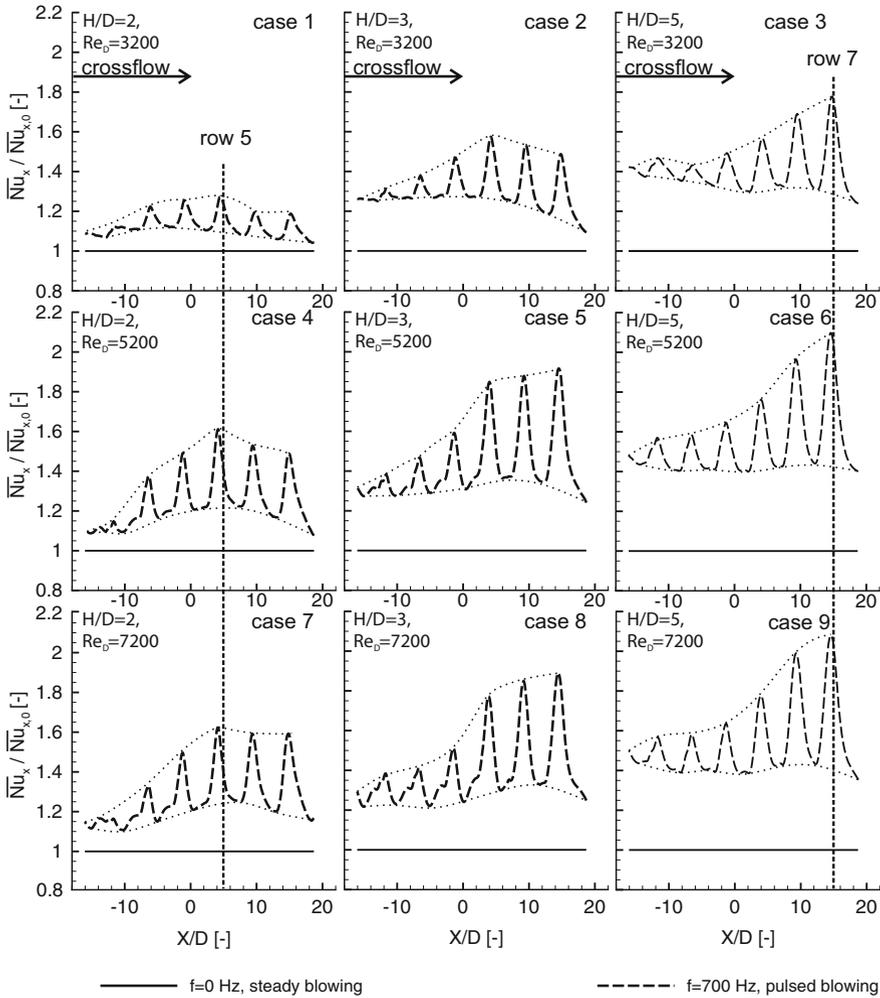 H/D=2,
Re_D=3200
case 1
crossflow
row 5
H/D=3,
Re_D=3200
case 2
crossflow
H/D=5,
Re_D=3200
case 3
crossflow
row 7
Nu_x / Nu_x,0 [-]
2.2
2
1.8
1.6
1.4
1.2
1
0.8
-10 0 10 20
-10 0 10 20
-10 0 10 20
H/D=2,
Re_D=5200
case 4
H/D=3,
Re_D=5200
case 5
H/D=5,
Re_D=5200
case 6
Nu_x / Nu_x,0 [-]
2.2
2
1.8
1.6
1.4
1.2
1
0.8
-10 0 10 20
-10 0 10 20
-10 0 10 20
H/D=2,
Re_D=7200
case 7
H/D=3,
Re_D=7200
case 8
H/D=5,
Re_D=7200
case 9
Nu_x / Nu_x,0 [-]
2.2
2
1.8
1.6
1.4
1.2
1
0.8
-10 0 10 20
-10 0 10 20
-10 0 10 20
X/D [-]
X/D [-]
X/D [-]
f=0 Hz, steady blowing
f=700 Hz, pulsed blowing